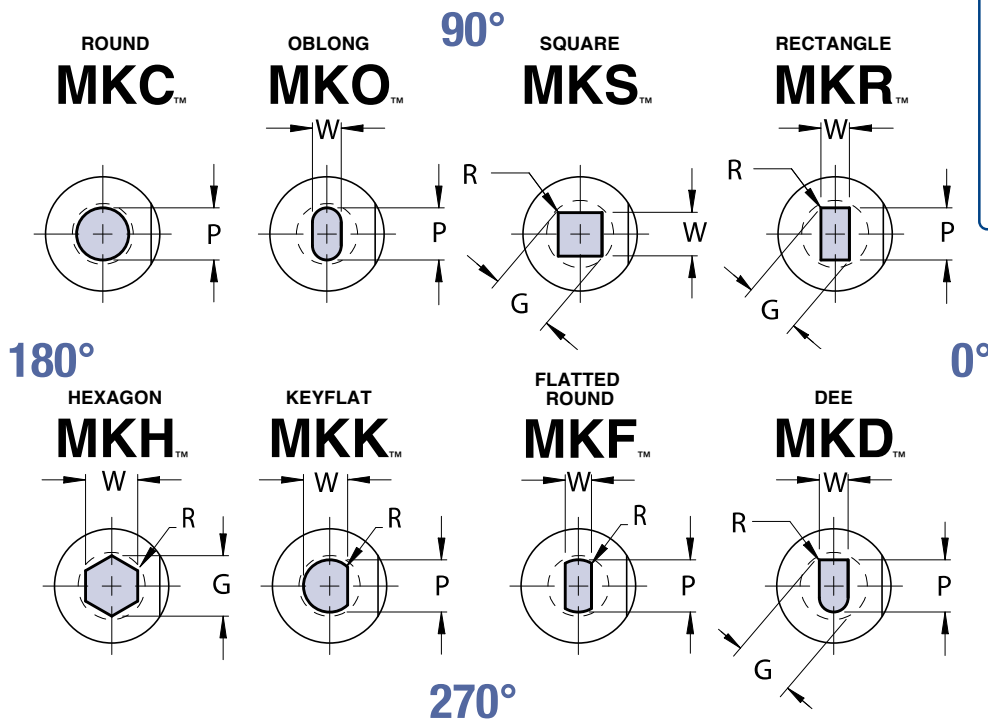 90°
ROUND
MKC™
OBLONG
MKO™
SQUARE
MKS™
RECTANGLE
MKR™
P
W
P
R
W
G
W
R
P
G
180°
0°
HEXAGON
MKH™
KEYFLAT
MKK™
FLATTED
ROUND
MKF™
DEE
MKD™
W
R
G
W
R
P
W
R
P
W
R
P
G
270°